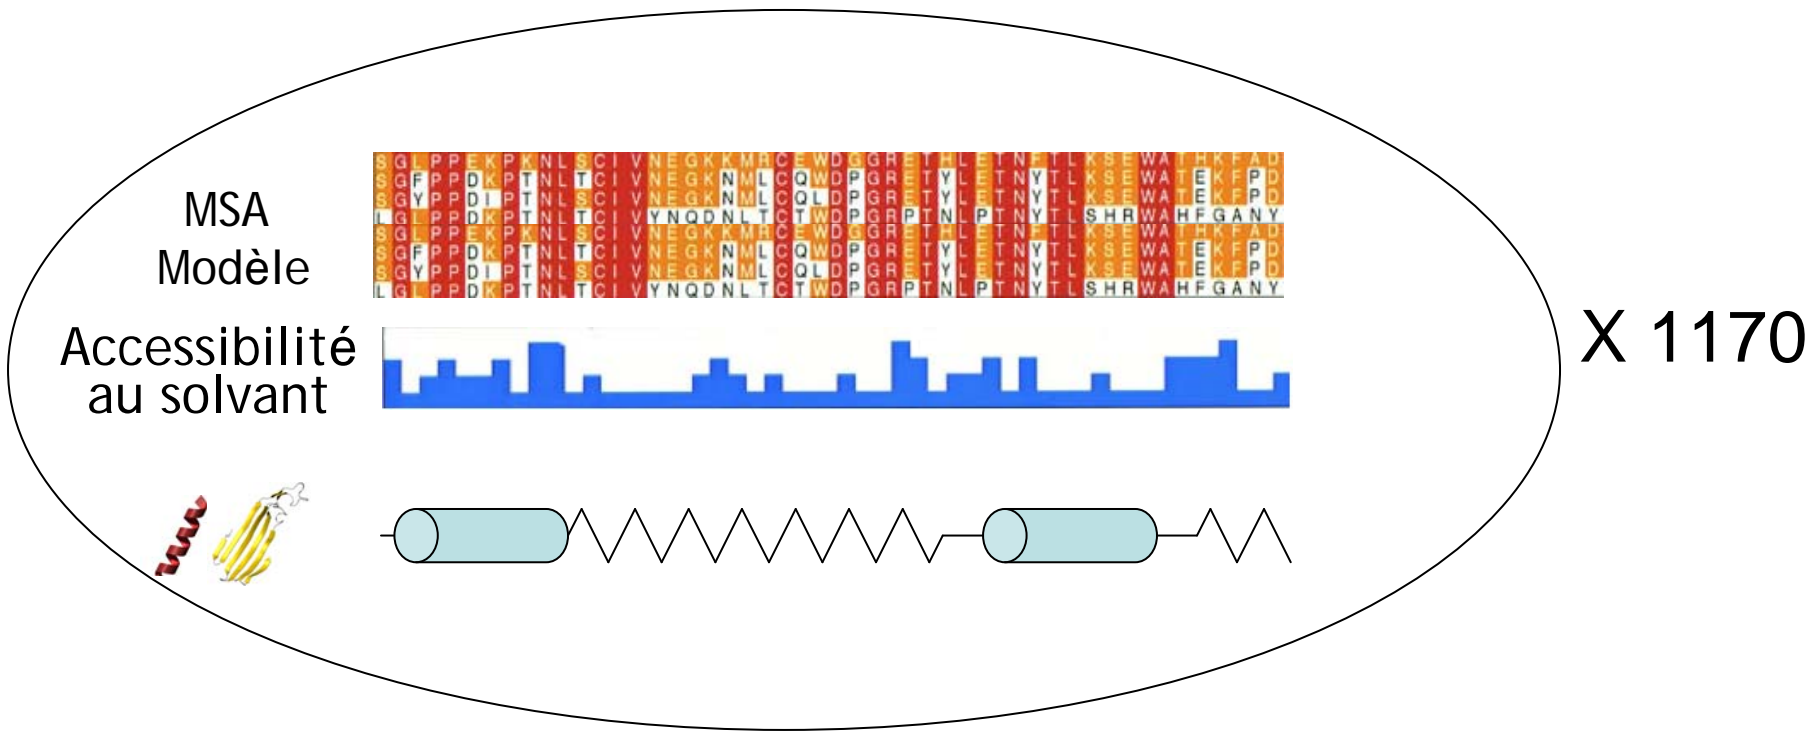 S G L P P E K P K N L S C I V N E G K K M R C E W D G G R E T H L E T N F T L K S E W A T H K F A D
S G F P P D K P T N L T C I V N E G K N M L C Q W D P G R E T Y L E T N Y T L K S E W A T E K F P D
S G Y P P D I P T N L S C I V N E G K N M L C Q L D P G R E T Y L E T N Y T L K S E W A T E K F P D
L G L P P D K P T N L T C I V Y N Q D N L T C T W D P G R P T N L P T N Y T L S H R W A H F G A N Y
S G L P P E K P K N L S C I V N E G K K M R C E W D G G R E T H L E T N F T L K S E W A T H K F A D
S G F P P D K P T N L T C I V N E G K N M L C Q W D P G R E T Y L E T N Y T L K S E W A T E K F P D
S G Y P P D I P T N L S C I V N E G K N M L C Q L D P G R E T Y L E T N Y T L K S E W A T E K F P D
L G L P P D K P T N L T C I V Y N Q D N L T C T W D P G R P T N L P T N Y T L S H R W A H F G A N Y
MSA
Modèle
Accessibilité
au solvant
X 1170